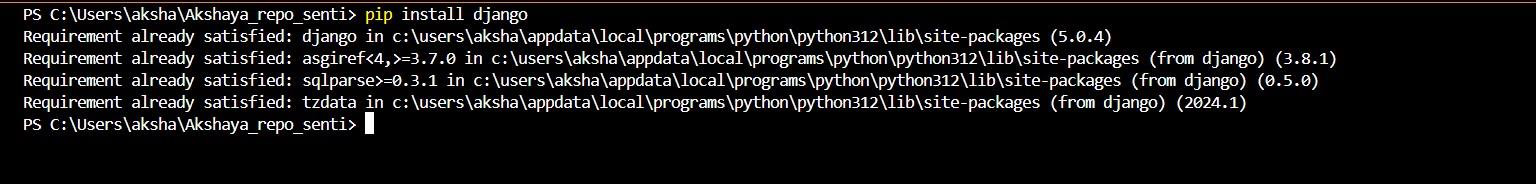 PS C:\Users\aksha\Akshaya_repo_senti> pip install django
Requirement already satisfied: django in c:\users\aksha\appdata\local\programs\python\python312\lib\site-packages (5.0.4)
Requirement already satisfied: asgiref<4,>=3.7.0 in c:\users\aksha\appdata\local\programs\python\python312\lib\site-packages (from django) (3.8.1)
Requirement already satisfied: sqlparse>=0.3.1 in c:\users\aksha\appdata\local\programs\python\python312\lib\site-packages (from django) (0.5.0)
Requirement already satisfied: tzdata in c:\users\aksha\appdata\local\programs\python\python312\lib\site-packages (from django) (2024.1)
PS C:\Users\aksha\Akshaya_repo_senti>